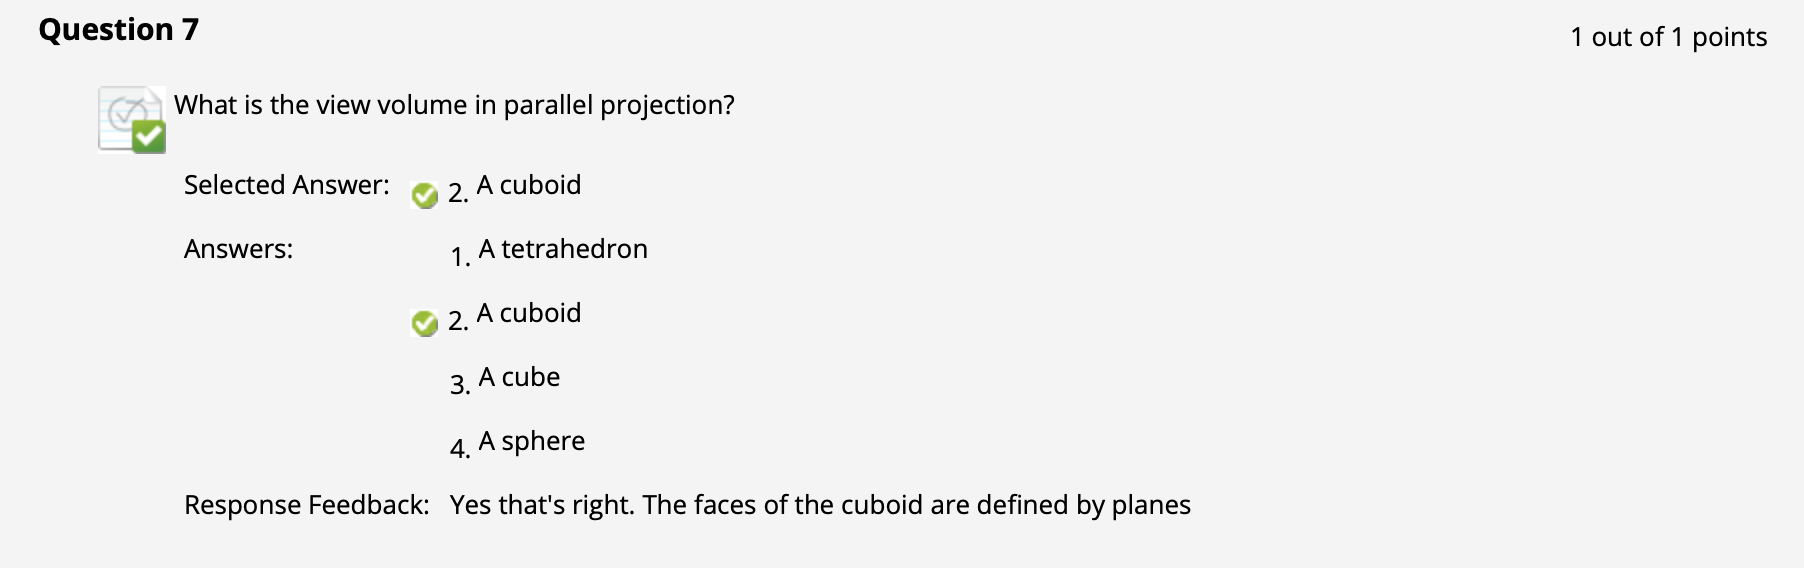 Question 7
1 out of 1 points
What is the view volume in parallel projection?
Selected Answer: 2. A cuboid
Answers: 1. A tetrahedron
2. A cuboid
3. A cube
4. A sphere
Response Feedback: Yes that's right. The faces of the cuboid are defined by planes